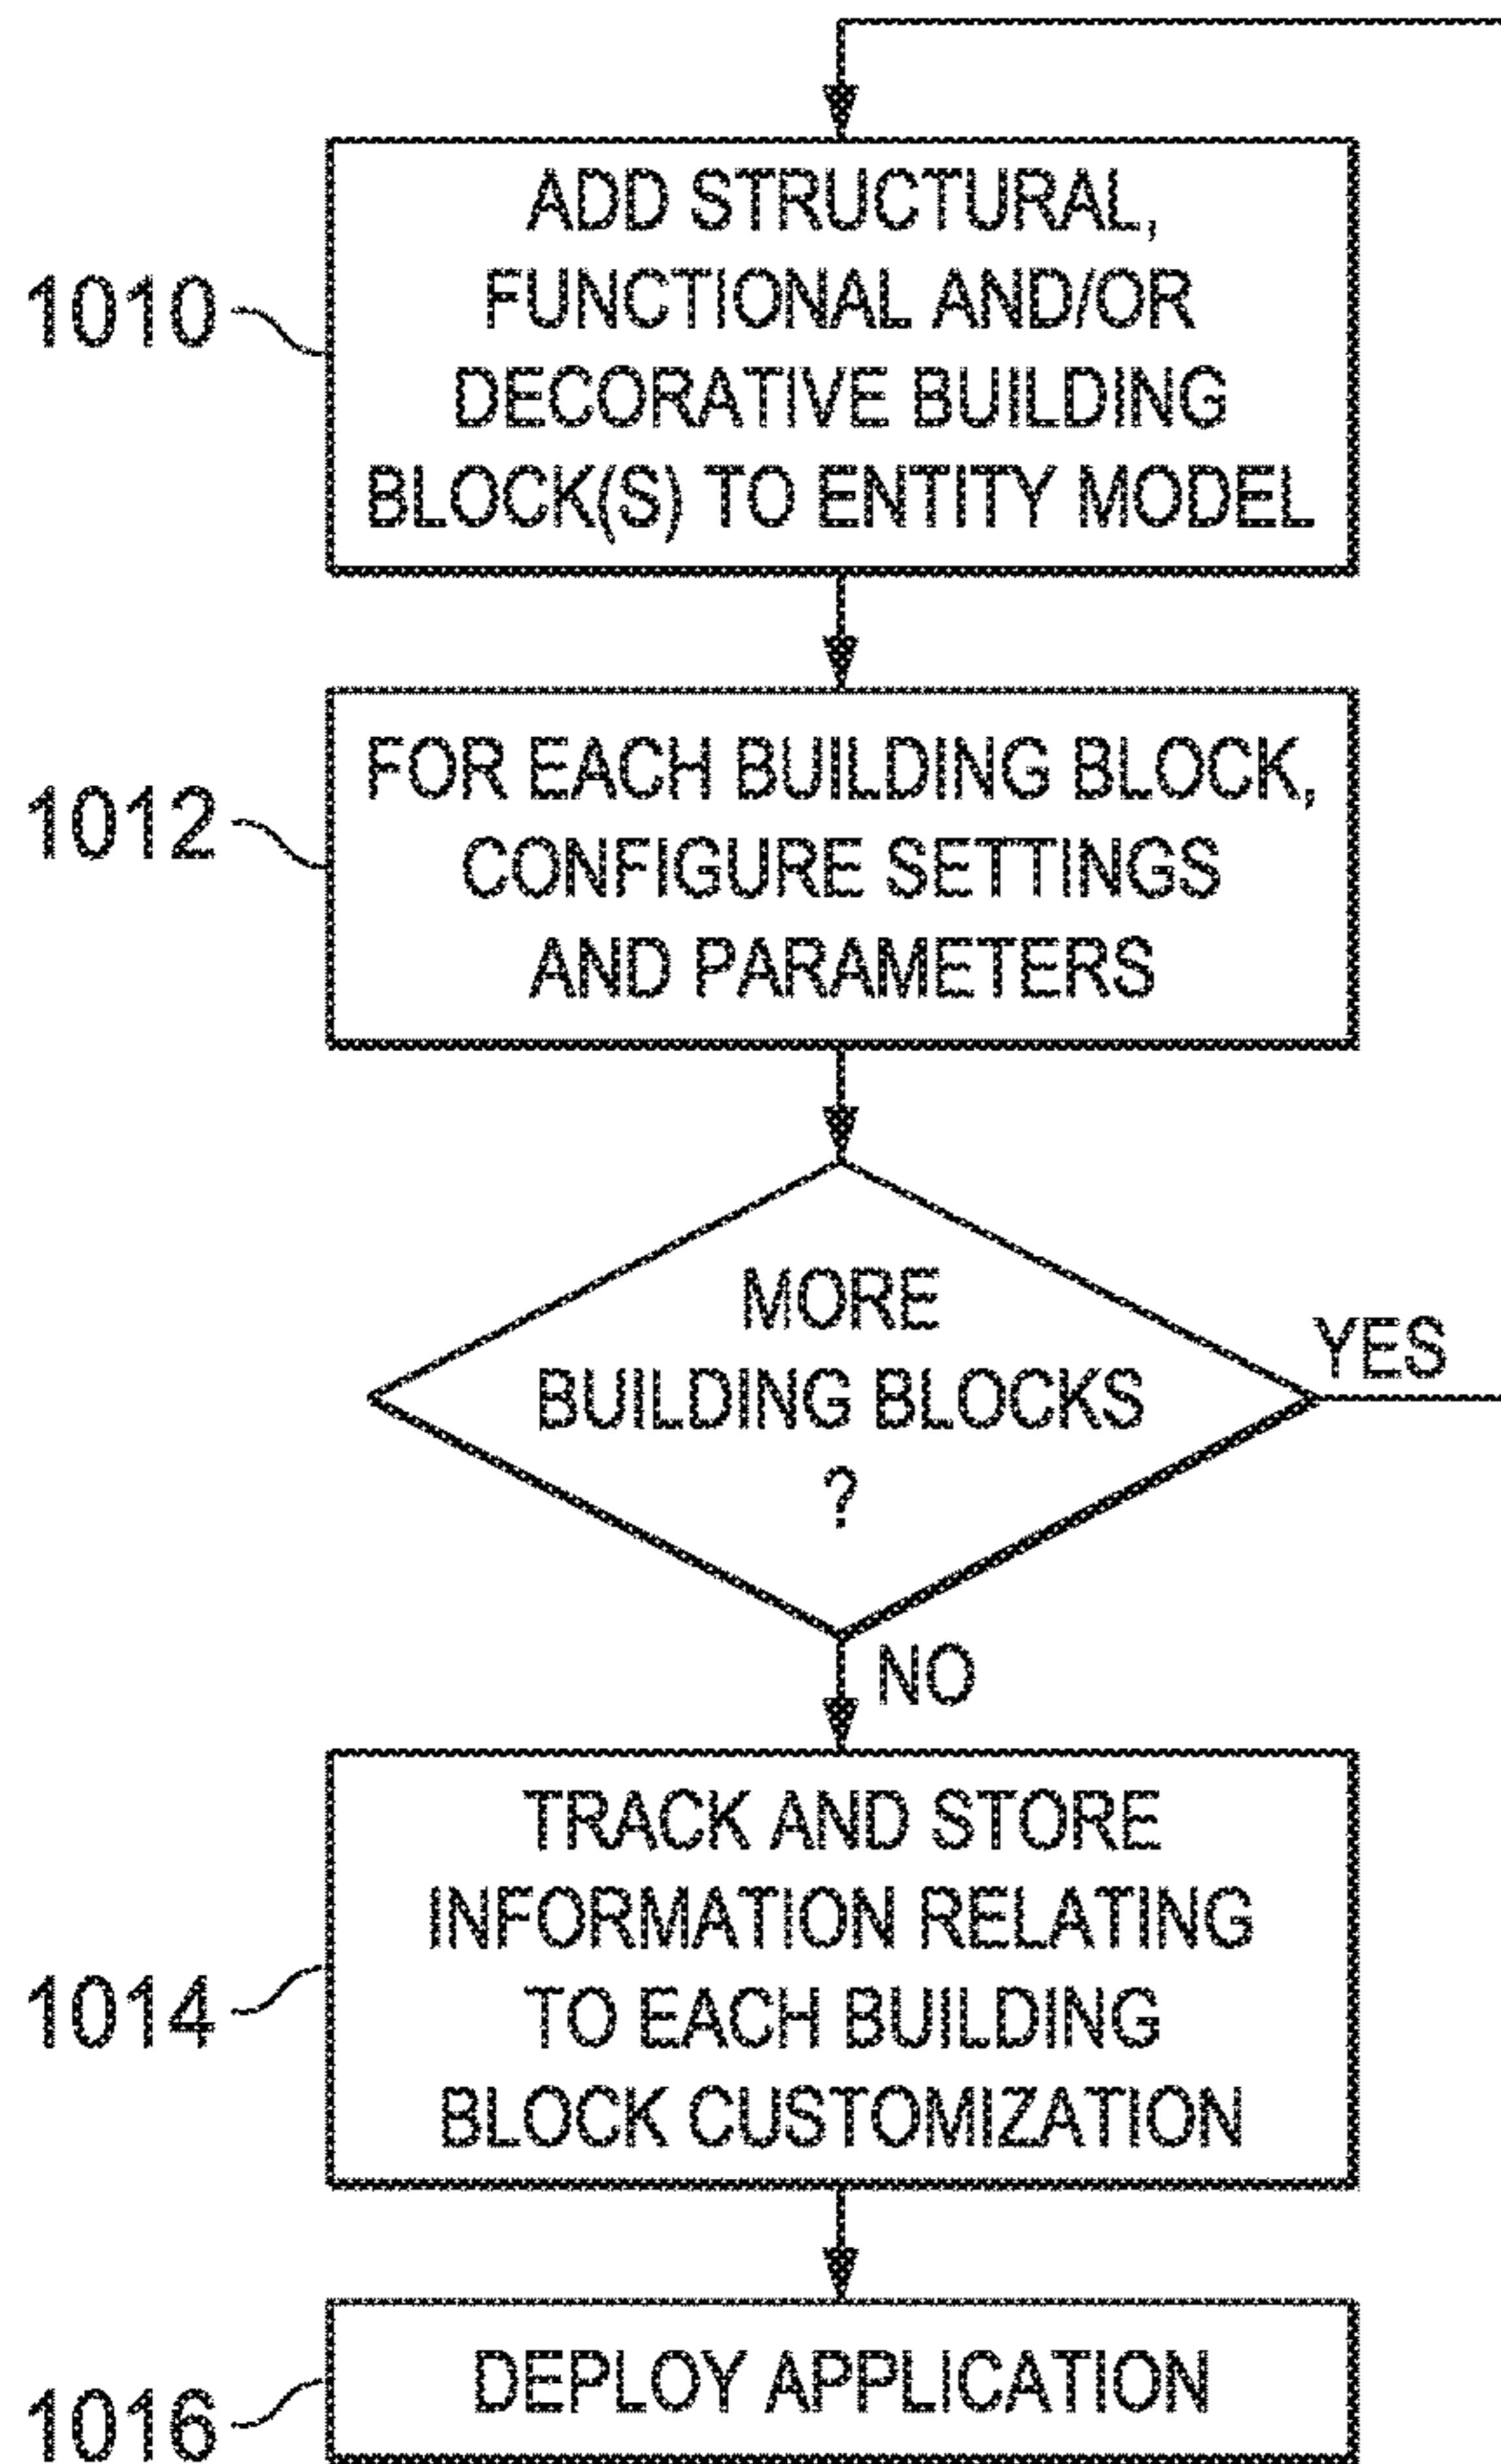 ADD STRUCTURAL,
FUNCTIONAL AND/OR
DECORATIVE BUILDING
BLOCK(S) TO ENTITY MODEL
1010
FOR EACH BUILDING BLOCK,
CONFIGURE SETTINGS
AND PARAMETERS
1012
MORE
BUILDING BLOCKS
?
YES
NO
TRACK AND STORE
INFORMATION RELATING
TO EACH BUILDING
BLOCK CUSTOMIZATION
1014
DEPLOY APPLICATION
1016